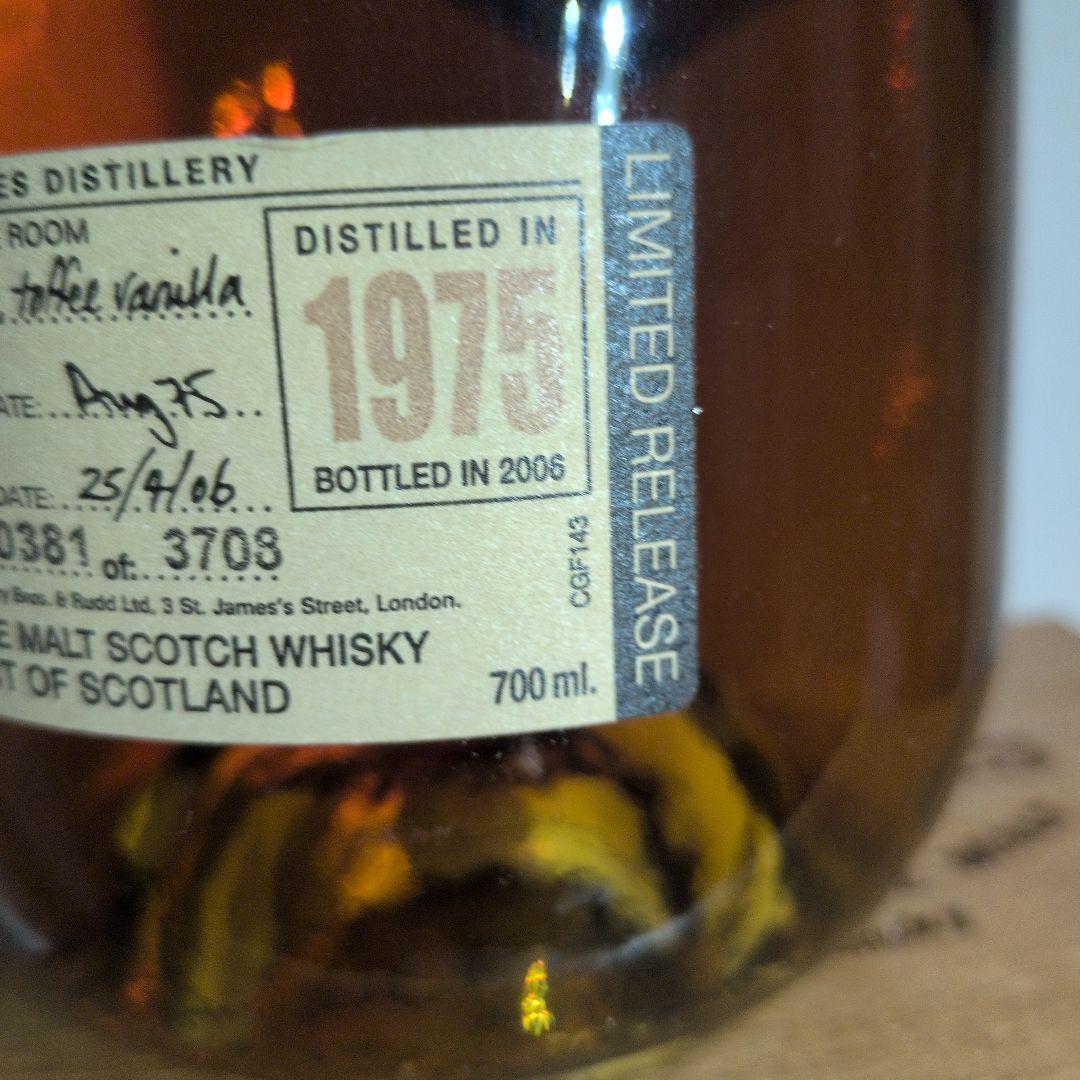 ES DISTILLERY
ROOM
toffee vanilla
DISTILLED IN
1975
BOTTLED IN 2006
ATE: Aug 75
DATE: 25/4/06
0381 of: 3708
y Bros. & Rudd Ltd, 3 St. James's Street, London.
E MALT SCOTCH WHISKY
T OF SCOTLAND
700 ml.
CGF143
LIMITED RELEASE